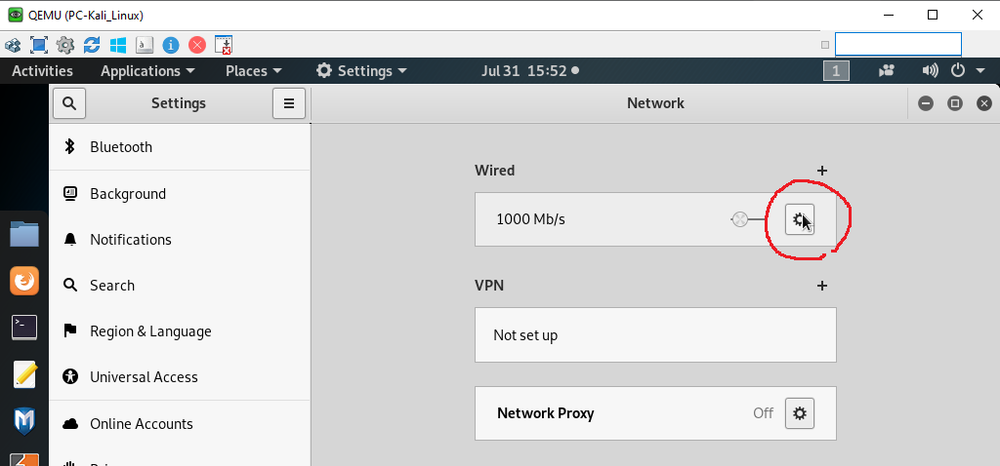 QEMU (PC-Kali_Linux)
Activities Applications Places Settings Jul 31 15:52 1
Settings Network
Bluetooth
Background
Notifications
Search
Region & Language
Universal Access
Online Accounts
Wired
1000 Mb/s
VPN
Not set up
Network Proxy Off